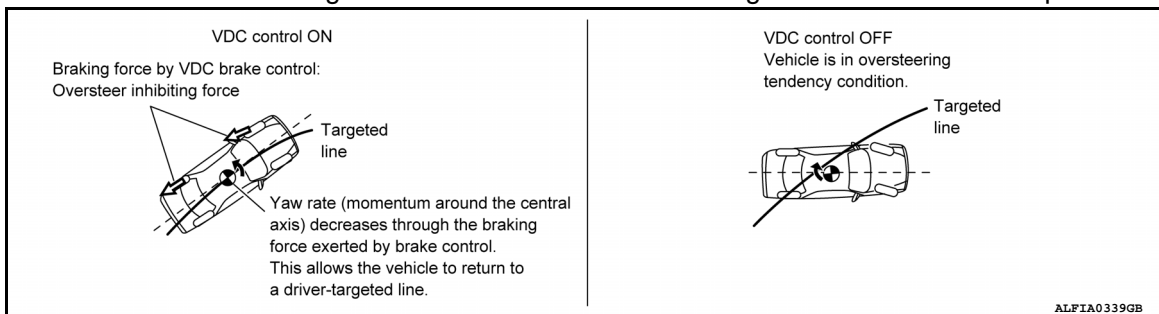 VDC control ON
Braking force by VDC brake control:
Oversteer inhibiting force
Targeted
line
Yaw rate (momentum around the central
axis) decreases through the braking
force exerted by brake control.
This allows the vehicle to return to
a driver-targeted line.
VDC control OFF
Vehicle is in oversteering
tendency condition.
Targeted
line
ALFIA0339GB